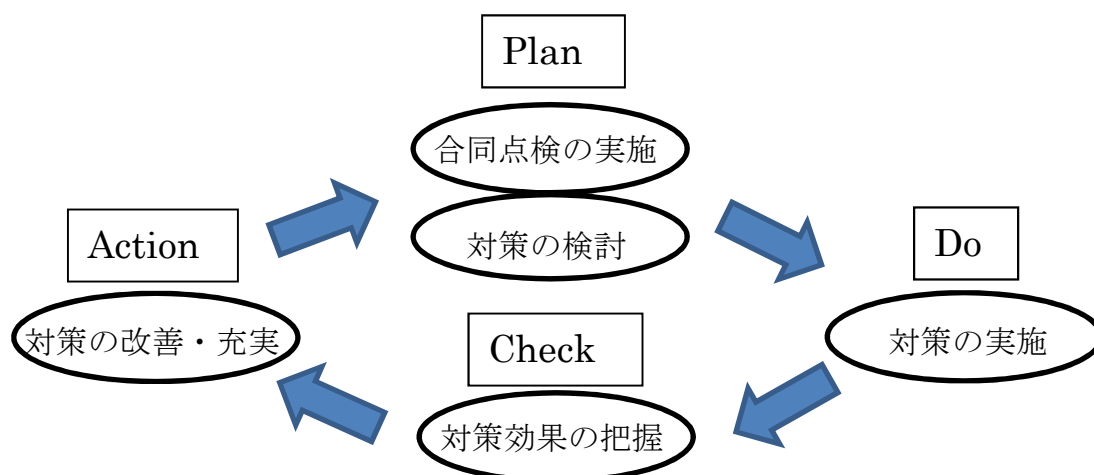 Plan
合同点検の実施
対策の検討
Do
対策の実施
Check
対策効果の把握
Action
対策の改善・充実